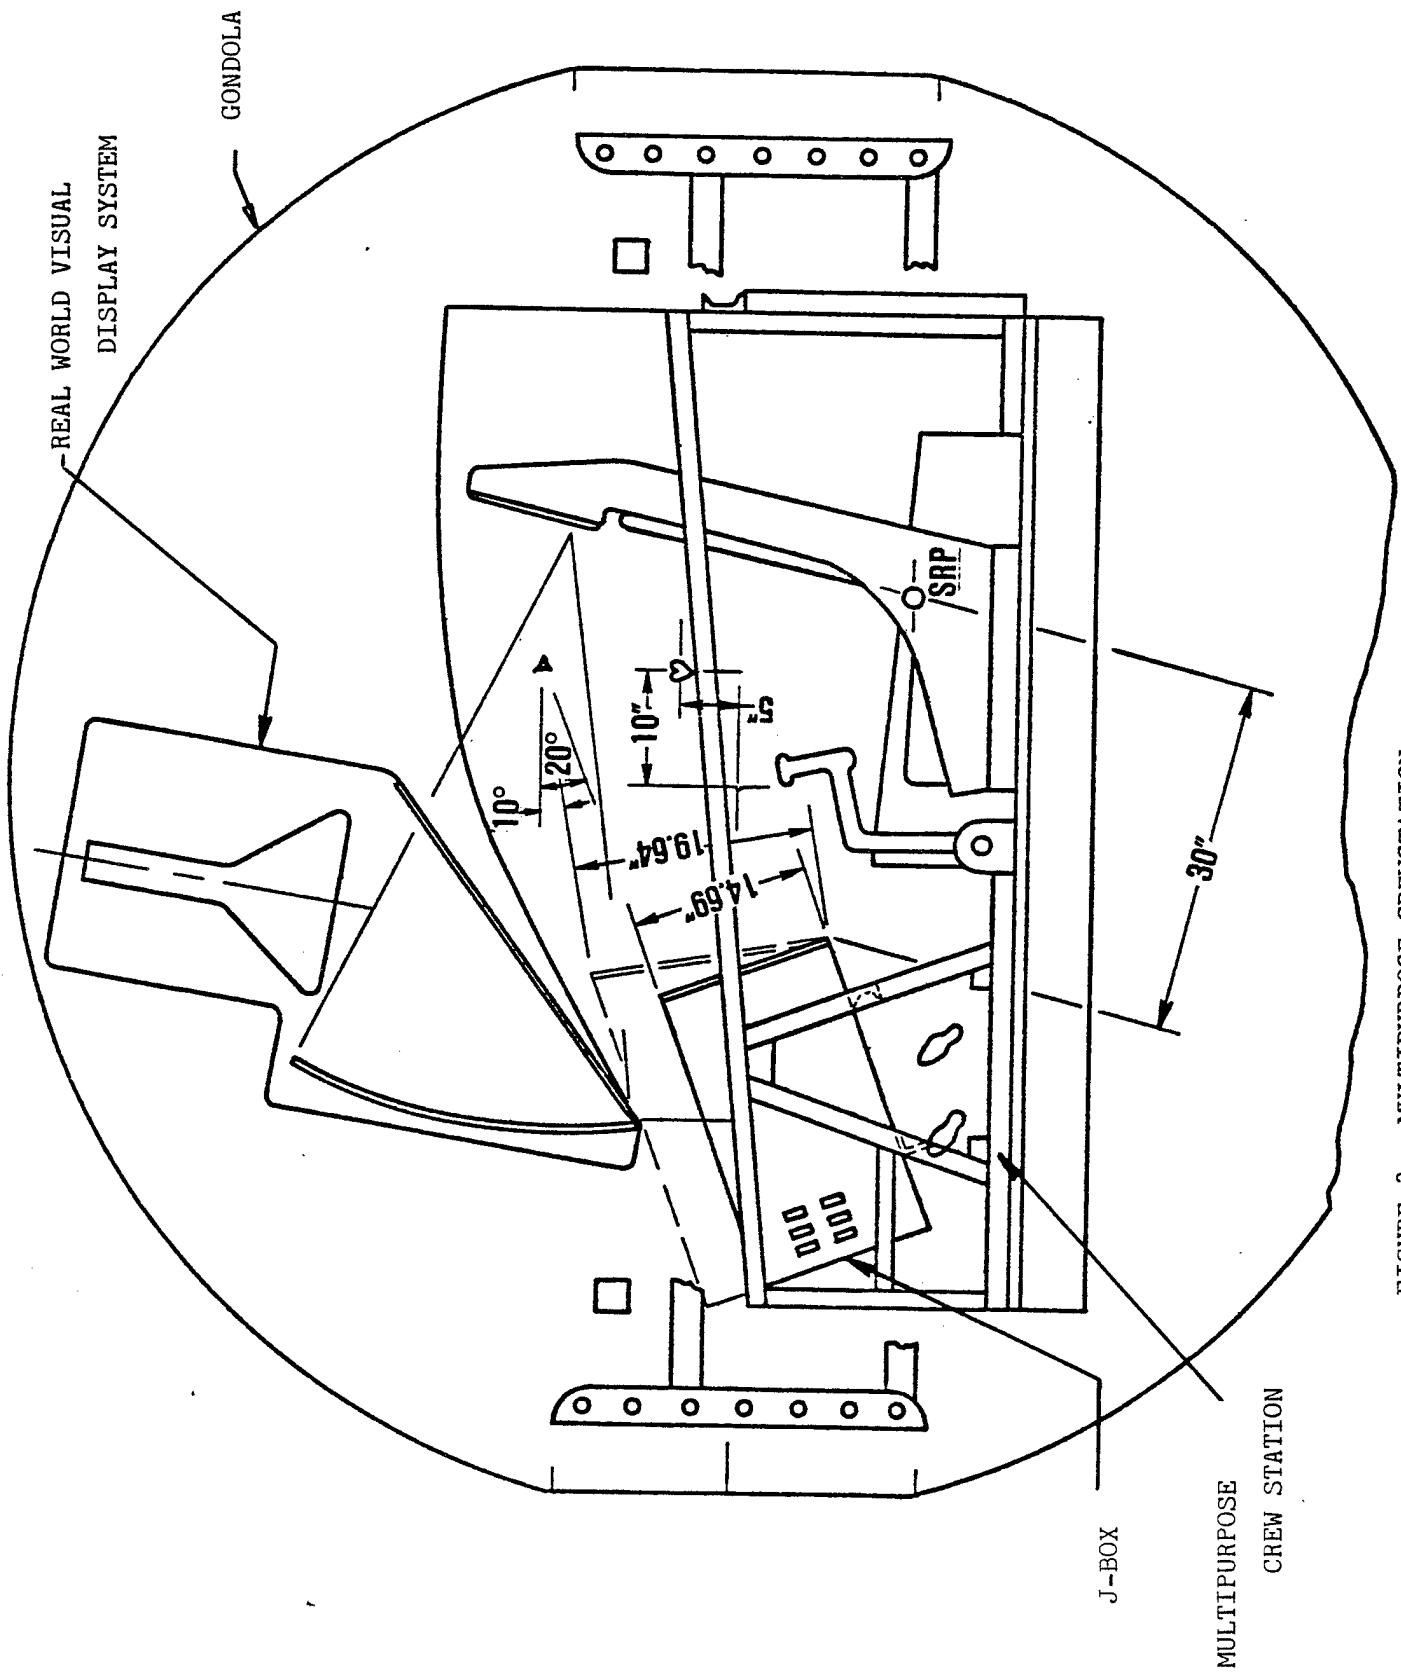 GONDOLA
REAL WORLD VISUAL
DISPLAY SYSTEM
10°
20°
10"
5"
19.64"
14.69"
SRP
30"
J-BOX
MULTIPURPOSE
CREW STATION